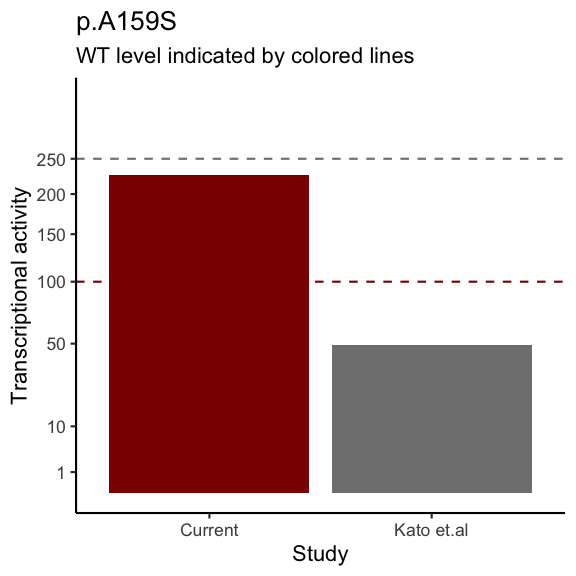 p.A159S
WT level indicated by colored lines
250
200
150
100
50
10
1
Transcriptional activity
Current
Kato et.al
Study